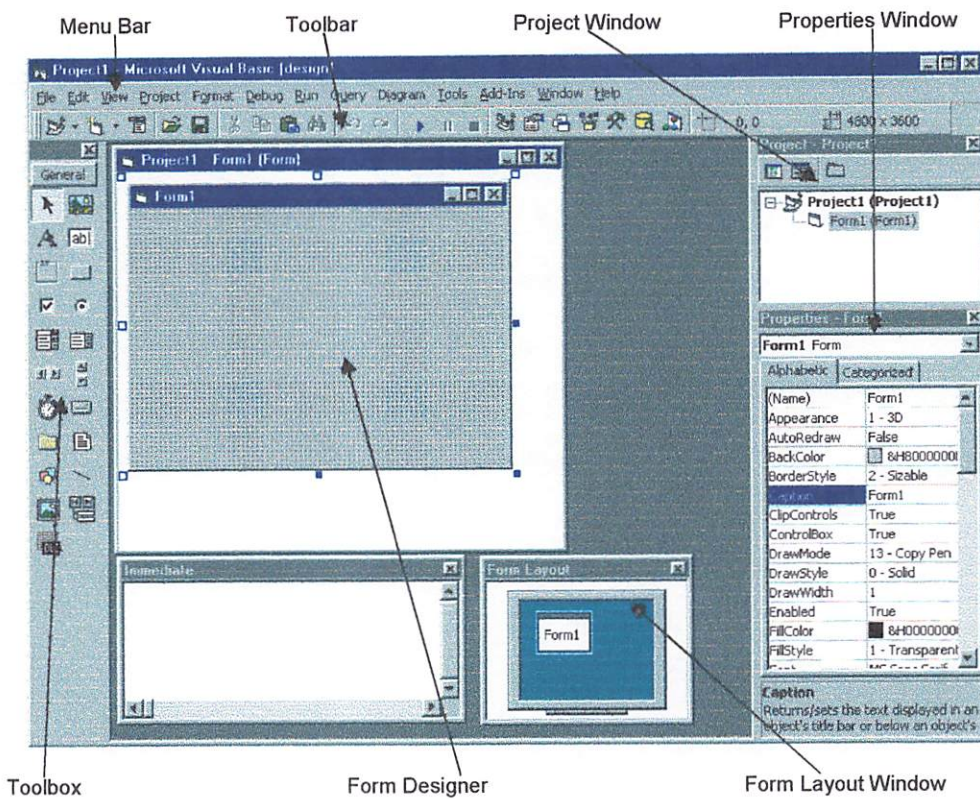 Menu Bar
Toolbar
Project Window
Properties Window
Project1 - Microsoft Visual Basic [design]
File Edit View Project Format Debug Run Query Diagram Tools Add-Ins Window Help
0, 0
4800 x 3600
General
Project1 - Form1 (Form)
Form1
Project - Project
Project1 (Project1)
Form1 (Form1)
Properties - Form
Form1 Form
Alphabetic Categorized
(Name) Form1
Appearance 1 - 3D
AutoRedraw False
BackColor &H8000000
BorderStyle 2 - Sizable
Caption Form1
ClipControls True
ControlBox True
DrawMode 13 - Copy Pen
DrawStyle 0 - Solid
DrawWidth 1
Enabled True
FillColor &H0000000
FillStyle 1 - Transparent
Caption
Returns/sets the text displayed in an
object's title bar or below an object's
Immediate
Form Layout
Form1
Toolbox
Form Designer
Form Layout Window